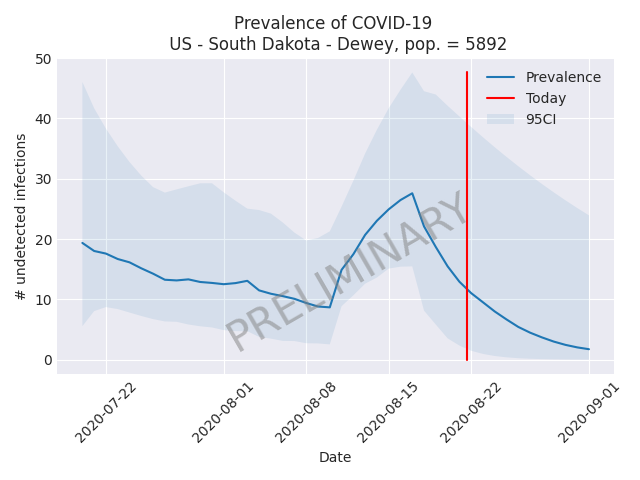 Prevalence of COVID-19
US - South Dakota - Dewey, pop. = 5892
# undetected infections
50
40
30
20
10
0
Prevalence
Today
95CI
PRELIMINARY
2020-07-22
2020-08-01
2020-08-08
2020-08-15
2020-08-22
2020-09-01
Date